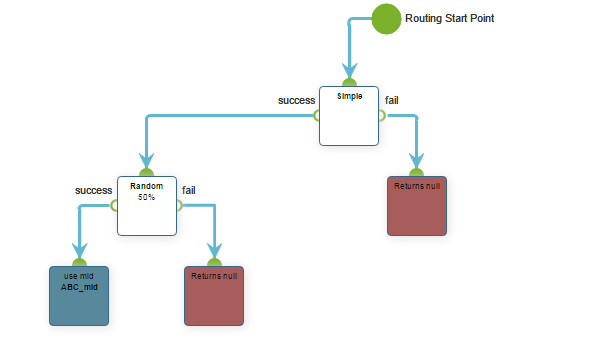 Routing Start Point
Simple
success
fail
Random
50%
success
fail
Returns null
use mid
ABC_mid
Returns null